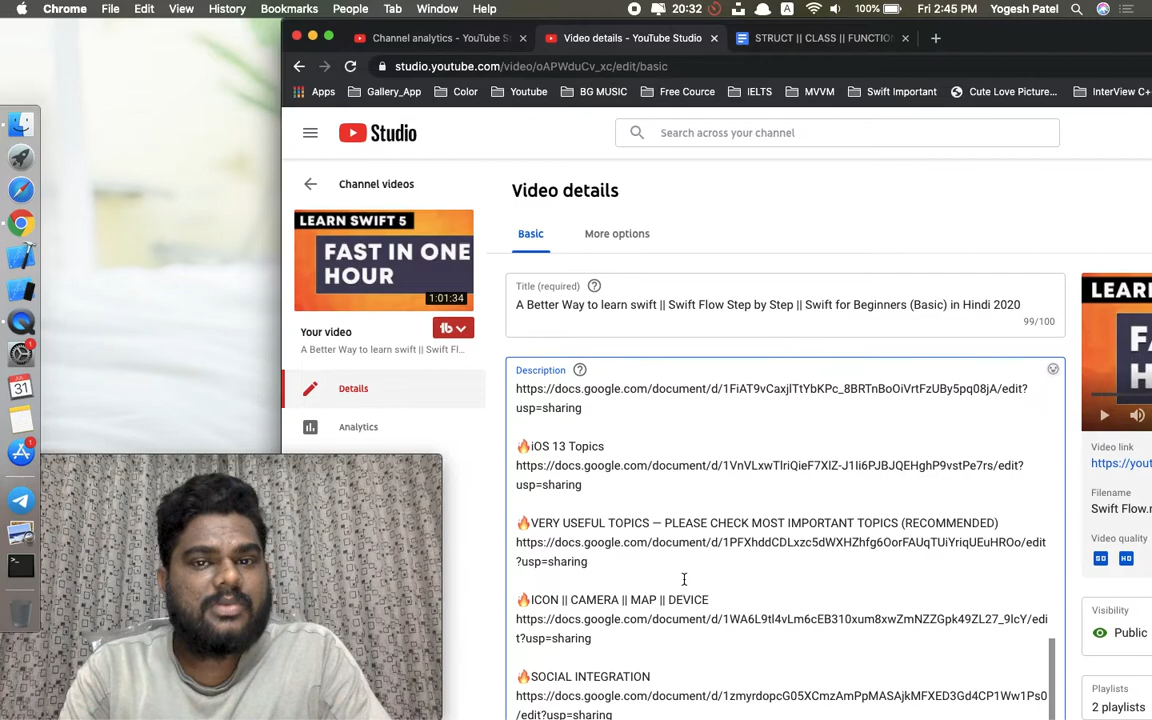 Chrome File Edit View History Bookmarks People Tab Window Help 20:32 A 100% Fri 2:45 PM Yogesh Patel
Channel analytics - YouTube S
Video details - YouTube Studio
STRUCT || CLASS || FUNCTIO
studio.youtube.com/video/oAPWduCv_xc/edit/basic
Apps Gallery_App Color Youtube BG MUSIC Free Cource IELTS MVVM Swift Important Cute Love Picture... InterView C+
Studio
Search across your channel
Channel videos
Video details
LEARN SWIFT 5
FAST IN ONE
HOUR
1:01:34
Basic
More options
Title (required)
A Better Way to learn swift || Swift Flow Step by Step || Swift for Beginners (Basic) in Hindi 2020
99/100
Your video
A Better Way to learn swift || Swift Fl...
Details
Analytics
Description
https://docs.google.com/document/d/1FiAT9vCaxjlTtYbKPc_8BRTnBoOiVrtFzUBy5pq08jA/edit?
usp=sharing
🔥iOS 13 Topics
https://docs.google.com/document/d/1VnVLxwTlriQieF7XlZ-J1Ii6PJBJQEHghP9vstPe7rs/edit?
usp=sharing
🔥VERY USEFUL TOPICS — PLEASE CHECK MOST IMPORTANT TOPICS (RECOMMENDED)
https://docs.google.com/document/d/1PFXhddCDLxzc5dWXHZhfg6OorFAUqTUiYriqUEuHROo/edit
?usp=sharing
🔥ICON || CAMERA || MAP || DEVICE
https://docs.google.com/document/d/1WA6L9tl4vLm6cEB310xum8xwZmNZZGpk49ZL27_9lcY/edi
t?usp=sharing
🔥SOCIAL INTEGRATION
https://docs.google.com/document/d/1zmyrdopcG05XCmzAmPpMASAjkMFXED3Gd4CP1Ww1Ps0
/edit?usp=sharing
LEARN
Video link
https://yout
Filename
Swift Flow.m
Video quality
SD HD
Visibility
Public
Playlists
2 playlists
31